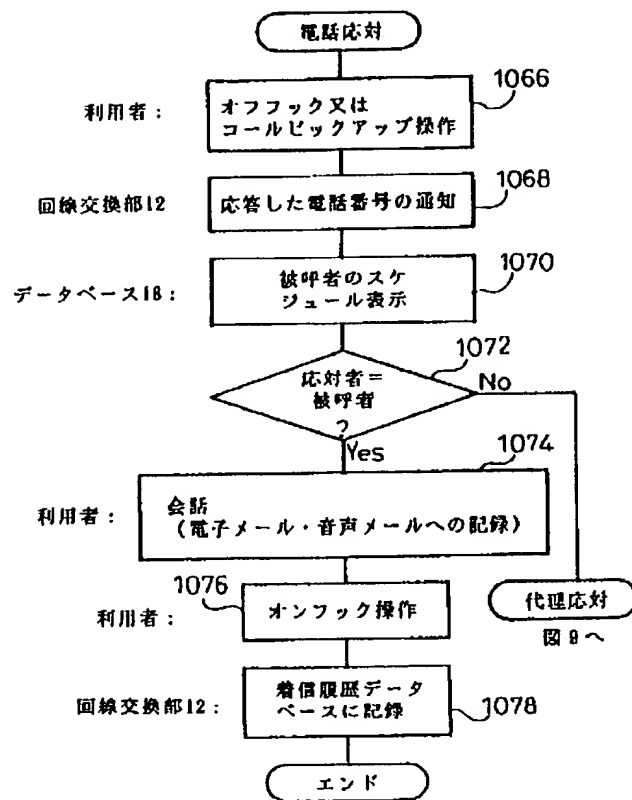 電話応対
1066
利用者：
オフフック又は
コールピックアップ操作
1068
回線交換部12
応答した電話番号の通知
1070
データベース18：
被呼者のスケ
ジュール表示
1072
応対者＝
被呼者
？
No
Yes
1074
利用者：
会話
（電子メール・音声メールへの記録）
1076
利用者：
オンフック操作
代理応対
図9へ
回線交換部12：
着信履歴データ
ベースに記録
1078
エンド